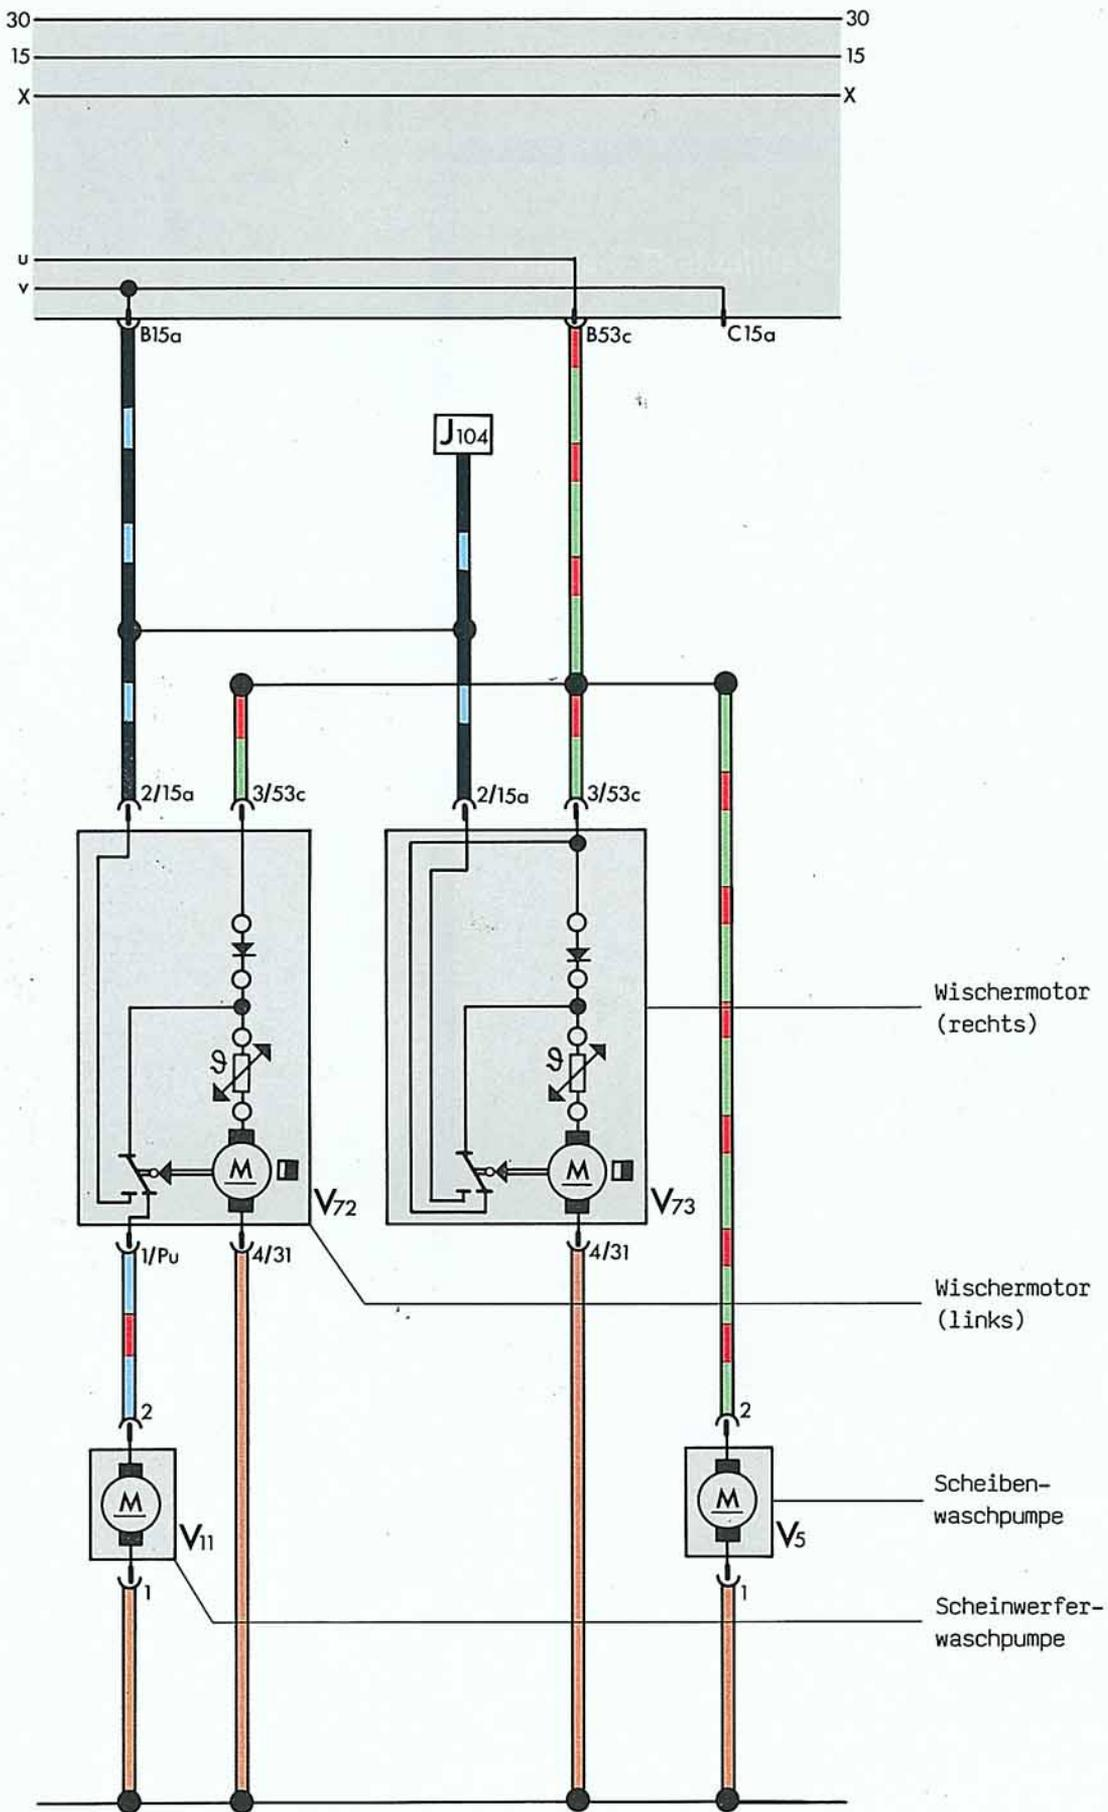 30 30
15 15
X X
u
v
B15a B53c C15a
J104
2/15a 3/53c 2/15a 3/53c
Wischermotor
(rechts)
ϑ ϑ
M M
V72 V73
1/Pu 4/31 4/31
Wischermotor
(links)
2 2
M M
Scheiben-
waschpumpe
V11 V5
1 1
Scheinwerfer-
waschpumpe